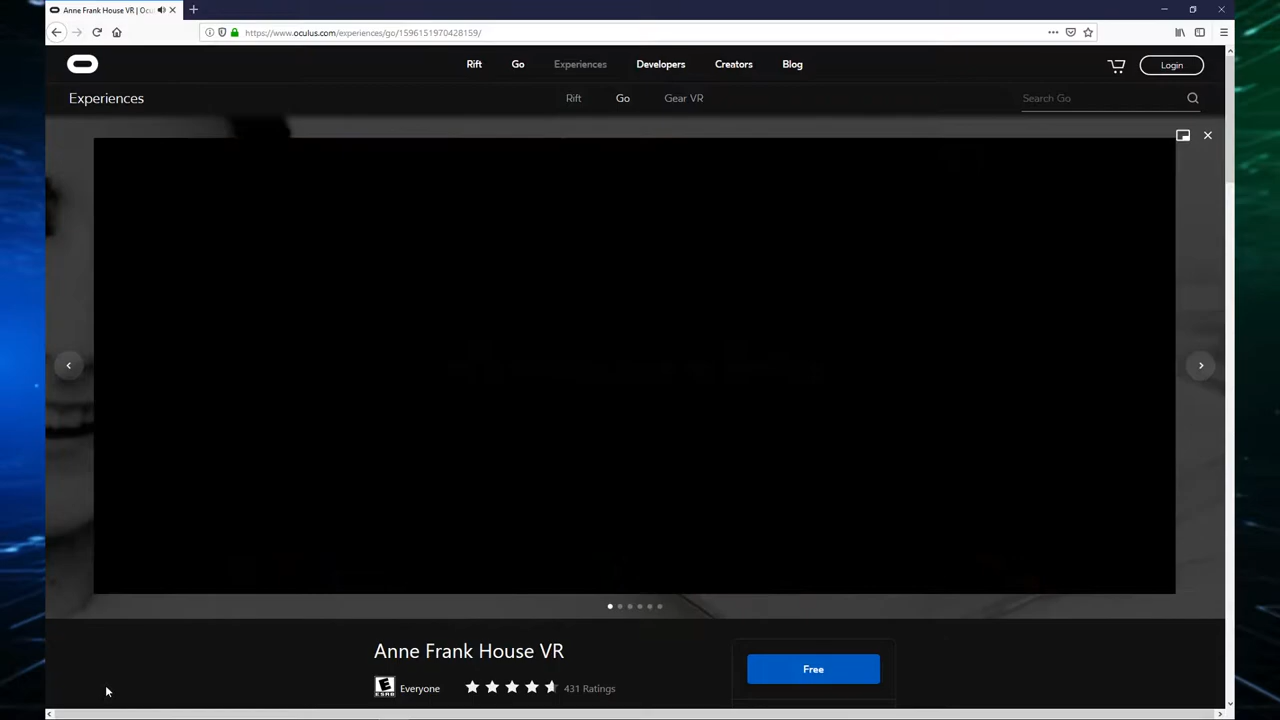 Anne Frank House VR | Ocu
https://www.oculus.com/experiences/go/1596151970428159/
Rift Go Experiences Developers Creators Blog Login
Experiences Rift Go Gear VR Search Go
Anne Frank House VR
Free
E
ESRB
Everyone 431 Ratings